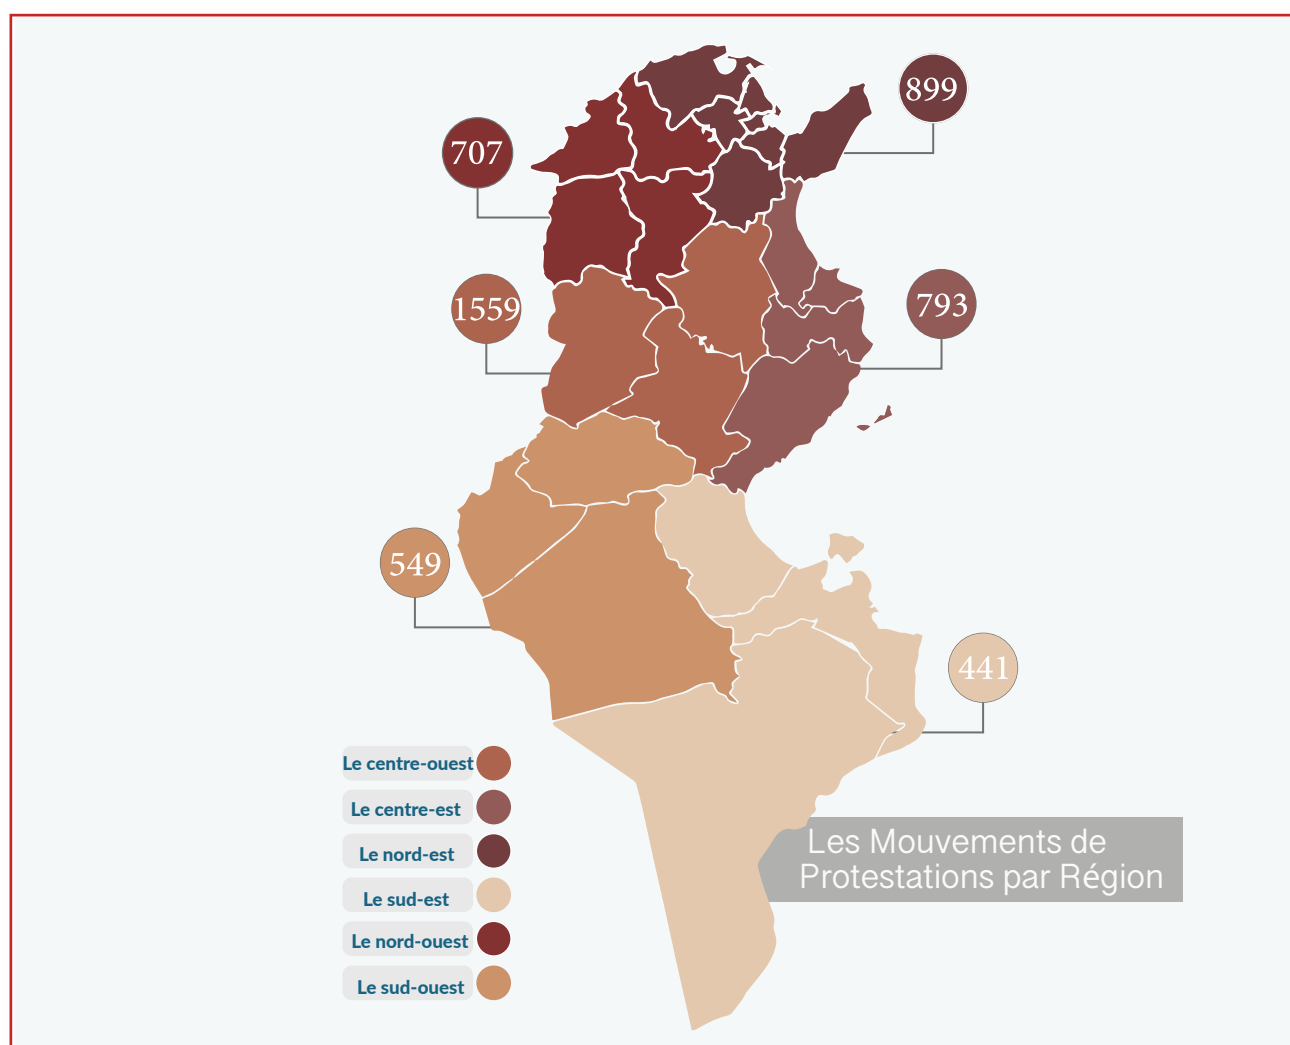 899
707
1559
793
549
441
Le centre-ouest
Le centre-est
Le nord-est
Le sud-est
Le nord-ouest
Le sud-ouest
Les Mouvements de
Protestations par Région